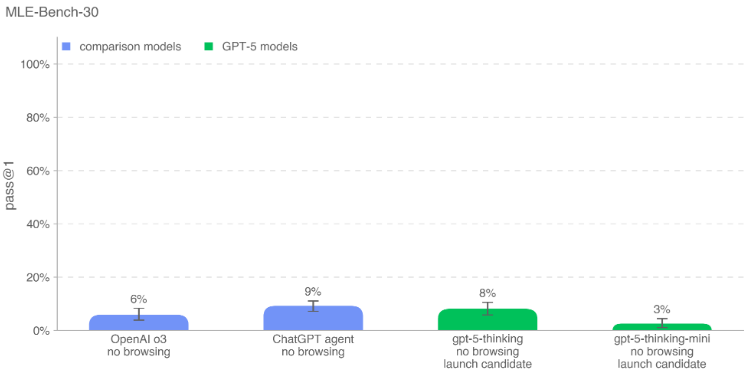 MLE-Bench-30
comparison models
GPT-5 models
pass@1
100%
80%
60%
40%
20%
0%
6%
9%
8%
3%
OpenAI o3
no browsing
ChatGPT agent
no browsing
gpt-5-thinking
no browsing
launch candidate
gpt-5-thinking-mini
no browsing
launch candidate